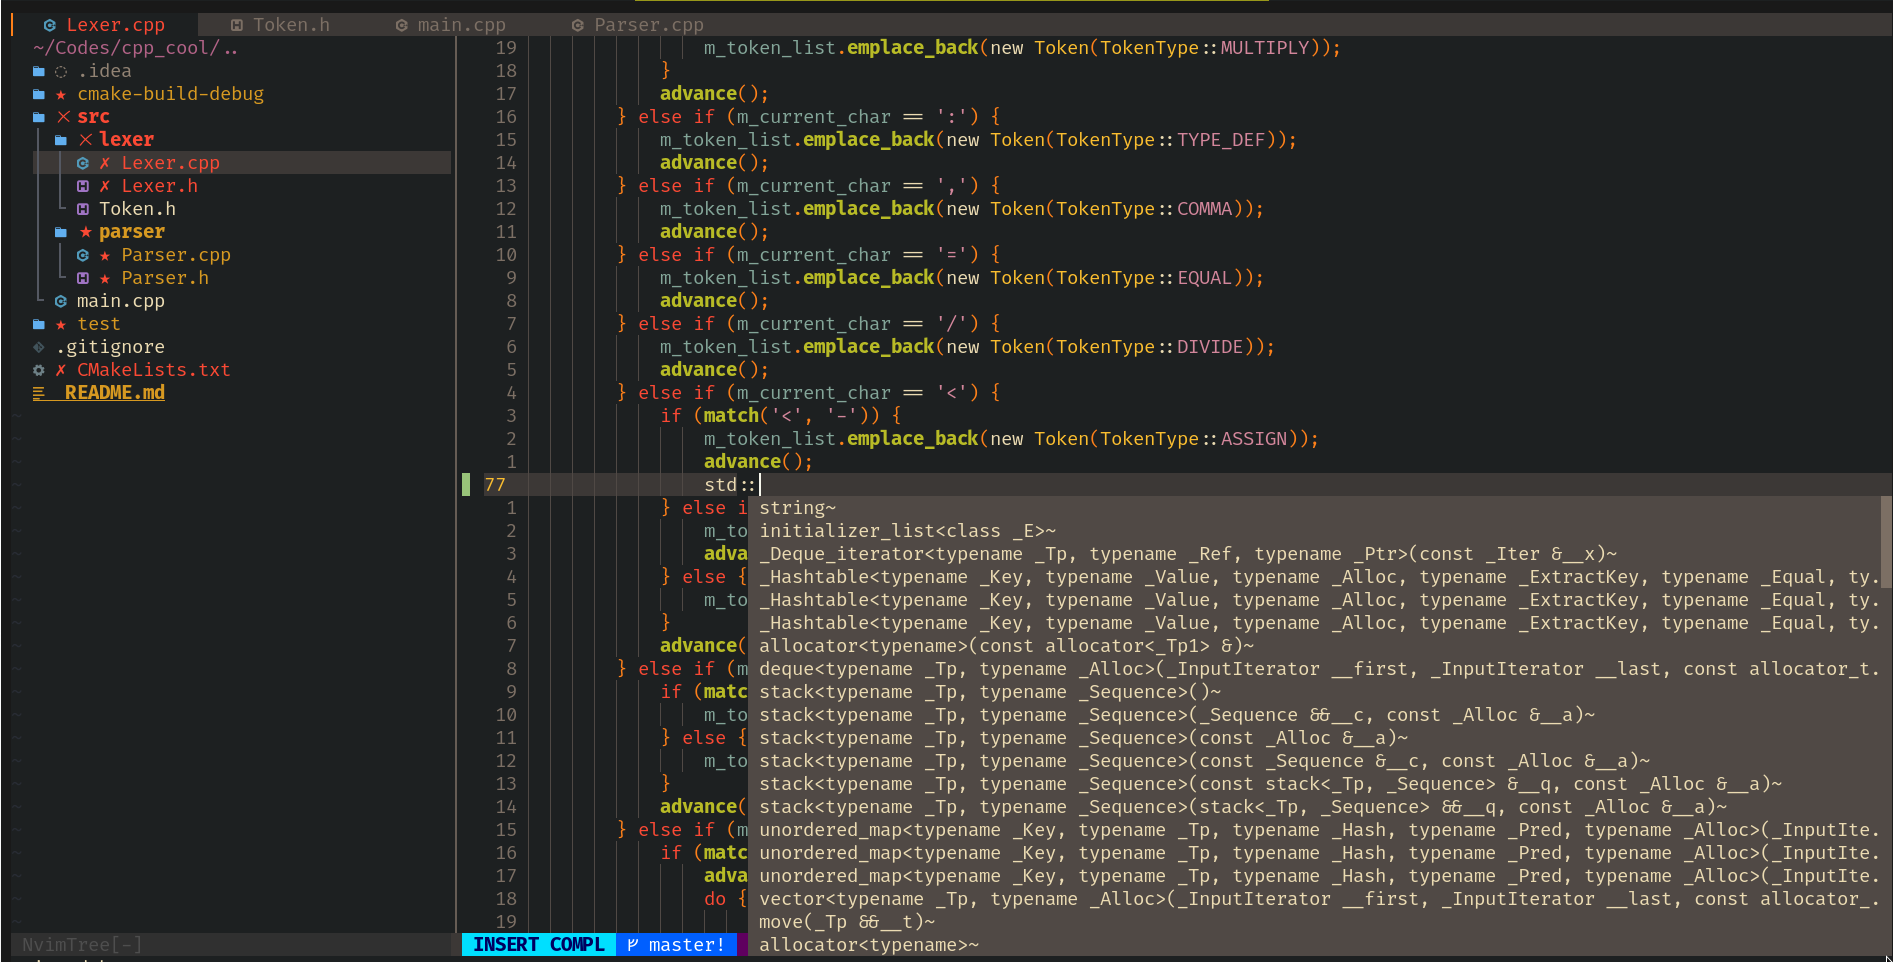 Lexer.cpp Token.h main.cpp Parser.cpp
~/Codes/cpp_cool/..
.idea
cmake-build-debug
src
lexer
Lexer.cpp
Lexer.h
Token.h
parser
Parser.cpp
Parser.h
main.cpp
test
.gitignore
CMakeLists.txt
README.md
NvimTree[-]
19 m_token_list.emplace_back(new Token(TokenType::MULTIPLY));
18 }
17 advance();
16 } else if (m_current_char == ':') {
15 m_token_list.emplace_back(new Token(TokenType::TYPE_DEF));
14 advance();
13 } else if (m_current_char == ',') {
12 m_token_list.emplace_back(new Token(TokenType::COMMA));
11 advance();
10 } else if (m_current_char == '=') {
9 m_token_list.emplace_back(new Token(TokenType::EQUAL));
8 advance();
7 } else if (m_current_char == '/') {
6 m_token_list.emplace_back(new Token(TokenType::DIVIDE));
5 advance();
4 } else if (m_current_char == '<') {
3 if (match('<', '-')) {
2 m_token_list.emplace_back(new Token(TokenType::ASSIGN));
1 advance();
77 std::
1 } else i string~
2 m_to initializer_list<class _E>~
3 adva _Deque_iterator<typename _Tp, typename _Ref, typename _Ptr>(const _Iter &__x)~
4 } else { _Hashtable<typename _Key, typename _Value, typename _Alloc, typename _ExtractKey, typename _Equal, ty.
5 m_to _Hashtable<typename _Key, typename _Value, typename _Alloc, typename _ExtractKey, typename _Equal, ty.
6 } _Hashtable<typename _Key, typename _Value, typename _Alloc, typename _ExtractKey, typename _Equal, ty.
7 advance( allocator<typename>(const allocator<_Tp1> &)~
8 } else if (m deque<typename _Tp, typename _Alloc>(_InputIterator __first, _InputIterator __last, const allocator_t.
9 if (matc stack<typename _Tp, typename _Sequence>()~
10 m_to stack<typename _Tp, typename _Sequence>(_Sequence &&__c, const _Alloc &__a)~
11 } else { stack<typename _Tp, typename _Sequence>(const _Alloc &__a)~
12 m_to stack<typename _Tp, typename _Sequence>(const _Sequence &__c, const _Alloc &__a)~
13 } stack<typename _Tp, typename _Sequence>(const stack<_Tp, _Sequence> &__q, const _Alloc &__a)~
14 advance( stack<typename _Tp, typename _Sequence>(stack<_Tp, _Sequence> &&__q, const _Alloc &__a)~
15 } else if (m unordered_map<typename _Key, typename _Tp, typename _Hash, typename _Pred, typename _Alloc>(_InputIte.
16 if (matc unordered_map<typename _Key, typename _Tp, typename _Hash, typename _Pred, typename _Alloc>(_InputIte.
17 adva unordered_map<typename _Key, typename _Tp, typename _Hash, typename _Pred, typename _Alloc>(_InputIte.
18 do { vector<typename _Tp, typename _Alloc>(_InputIterator __first, _InputIterator __last, const allocator_.
19 move(_Tp &&__t)~
INSERT COMPL master! allocator<typename>~